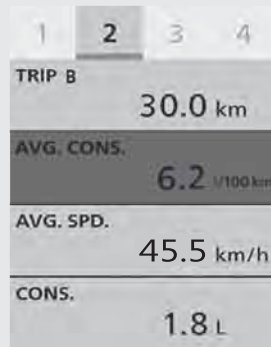 1 2 3 4
TRIP B
30.0 km
AVG. CONS.
6.2 l/100 km
AVG. SPD.
45.5 km/h
CONS.
1.8 L